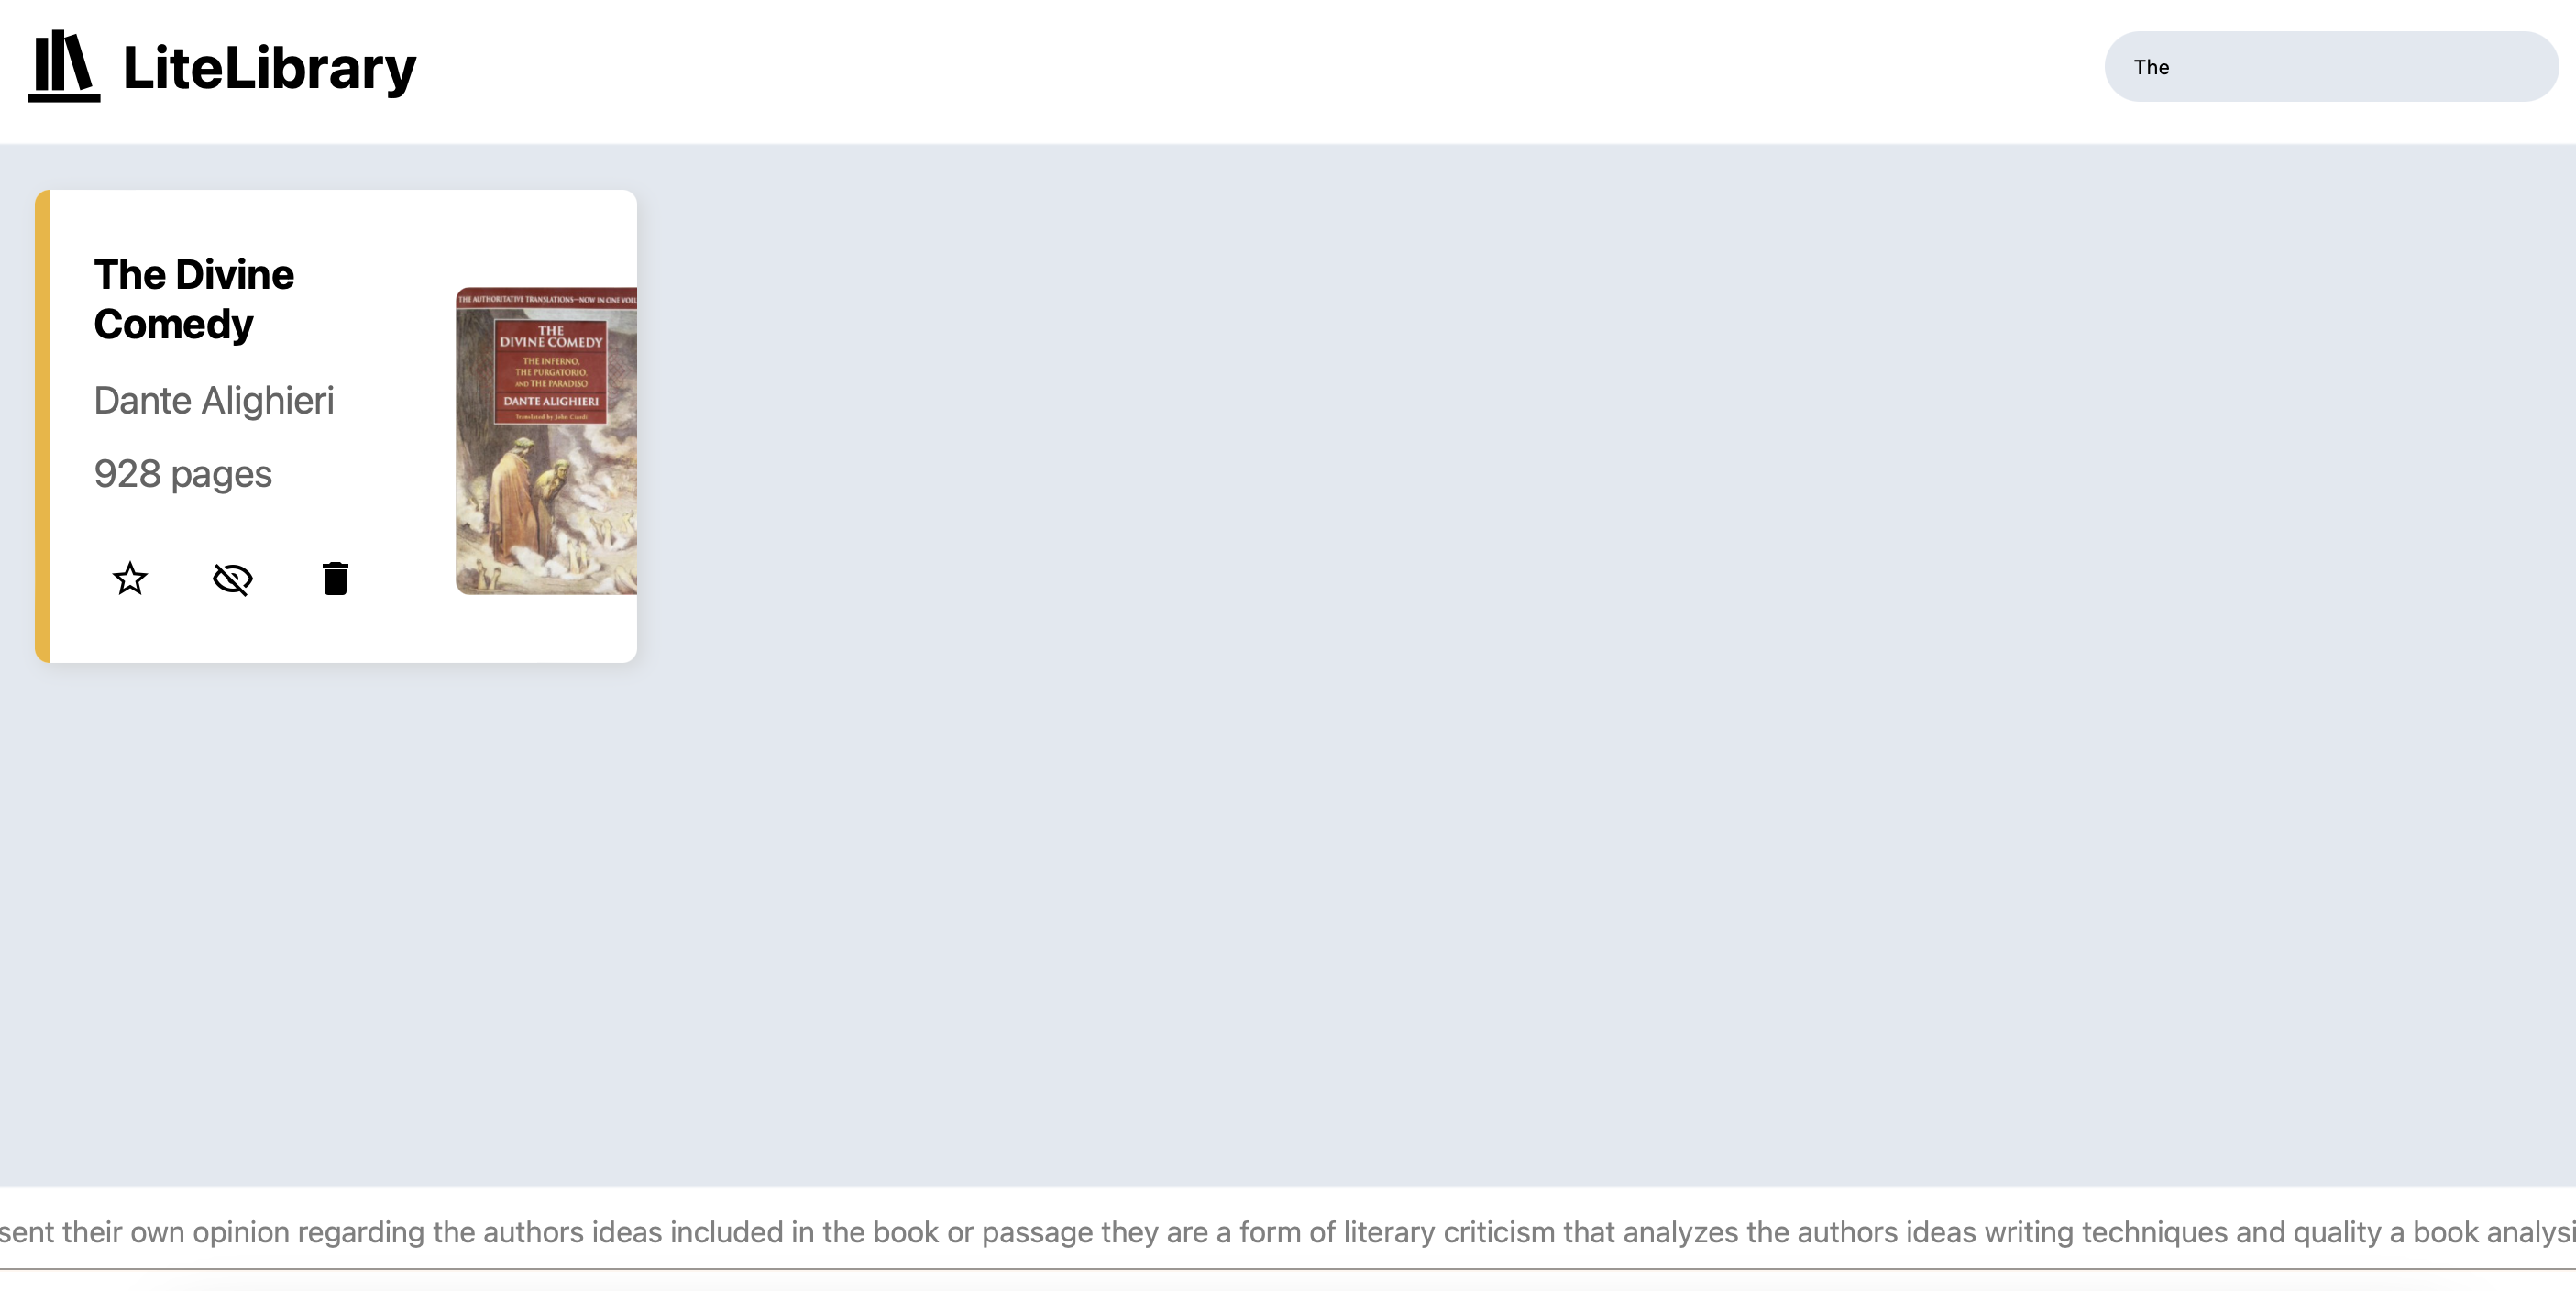 LiteLibrary
The
The Divine
Comedy
Dante Alighieri
928 pages
THE AUTHORITATIVE TRANSLATIONS—NOW IN ONE
THE
DIVINE COMEDY
THE INFERNO,
THE PURGATORIO,
AND THE PARADISO
DANTE ALIGHIERI
Translated by John Ciardi
sent their own opinion regarding the authors ideas included in the book or passage they are a form of literary criticism that analyzes the authors ideas writing techniques and quality a book analysi